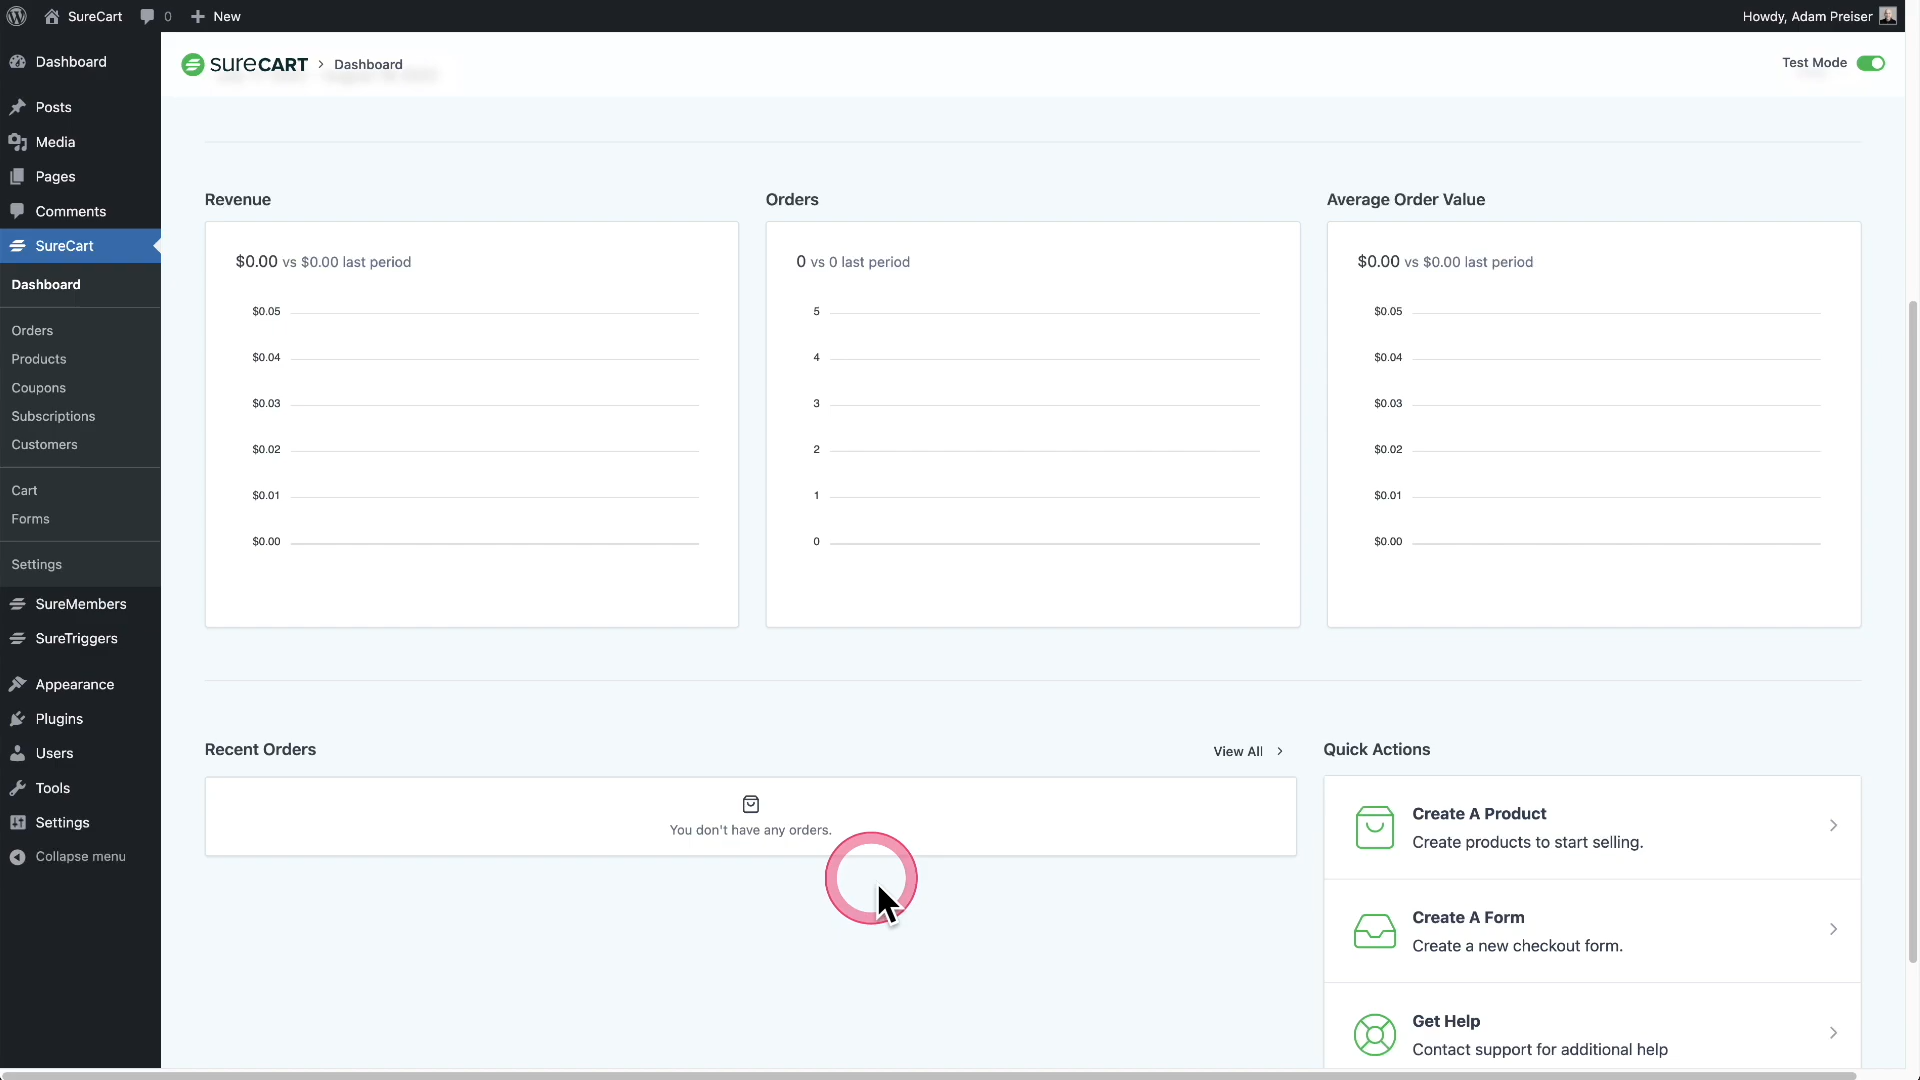 SureCart
0
New
Howdy, Adam Preiser
Dashboard
Posts
Media
Pages
Comments
SureCart
Dashboard
Orders
Products
Coupons
Subscriptions
Customers
Cart
Forms
Settings
SureMembers
SureTriggers
Appearance
Plugins
Users
Tools
Settings
Collapse menu
SURECART
Dashboard
Test Mode
Revenue
$0.00 vs $0.00 last period
$0.05
$0.04
$0.03
$0.02
$0.01
$0.00
Orders
0 vs 0 last period
5
4
3
2
1
0
Average Order Value
$0.00 vs $0.00 last period
$0.05
$0.04
$0.03
$0.02
$0.01
$0.00
Recent Orders
View All
You don't have any orders.
Quick Actions
Create A Product
Create products to start selling.
Create A Form
Create a new checkout form.
Get Help
Contact support for additional help